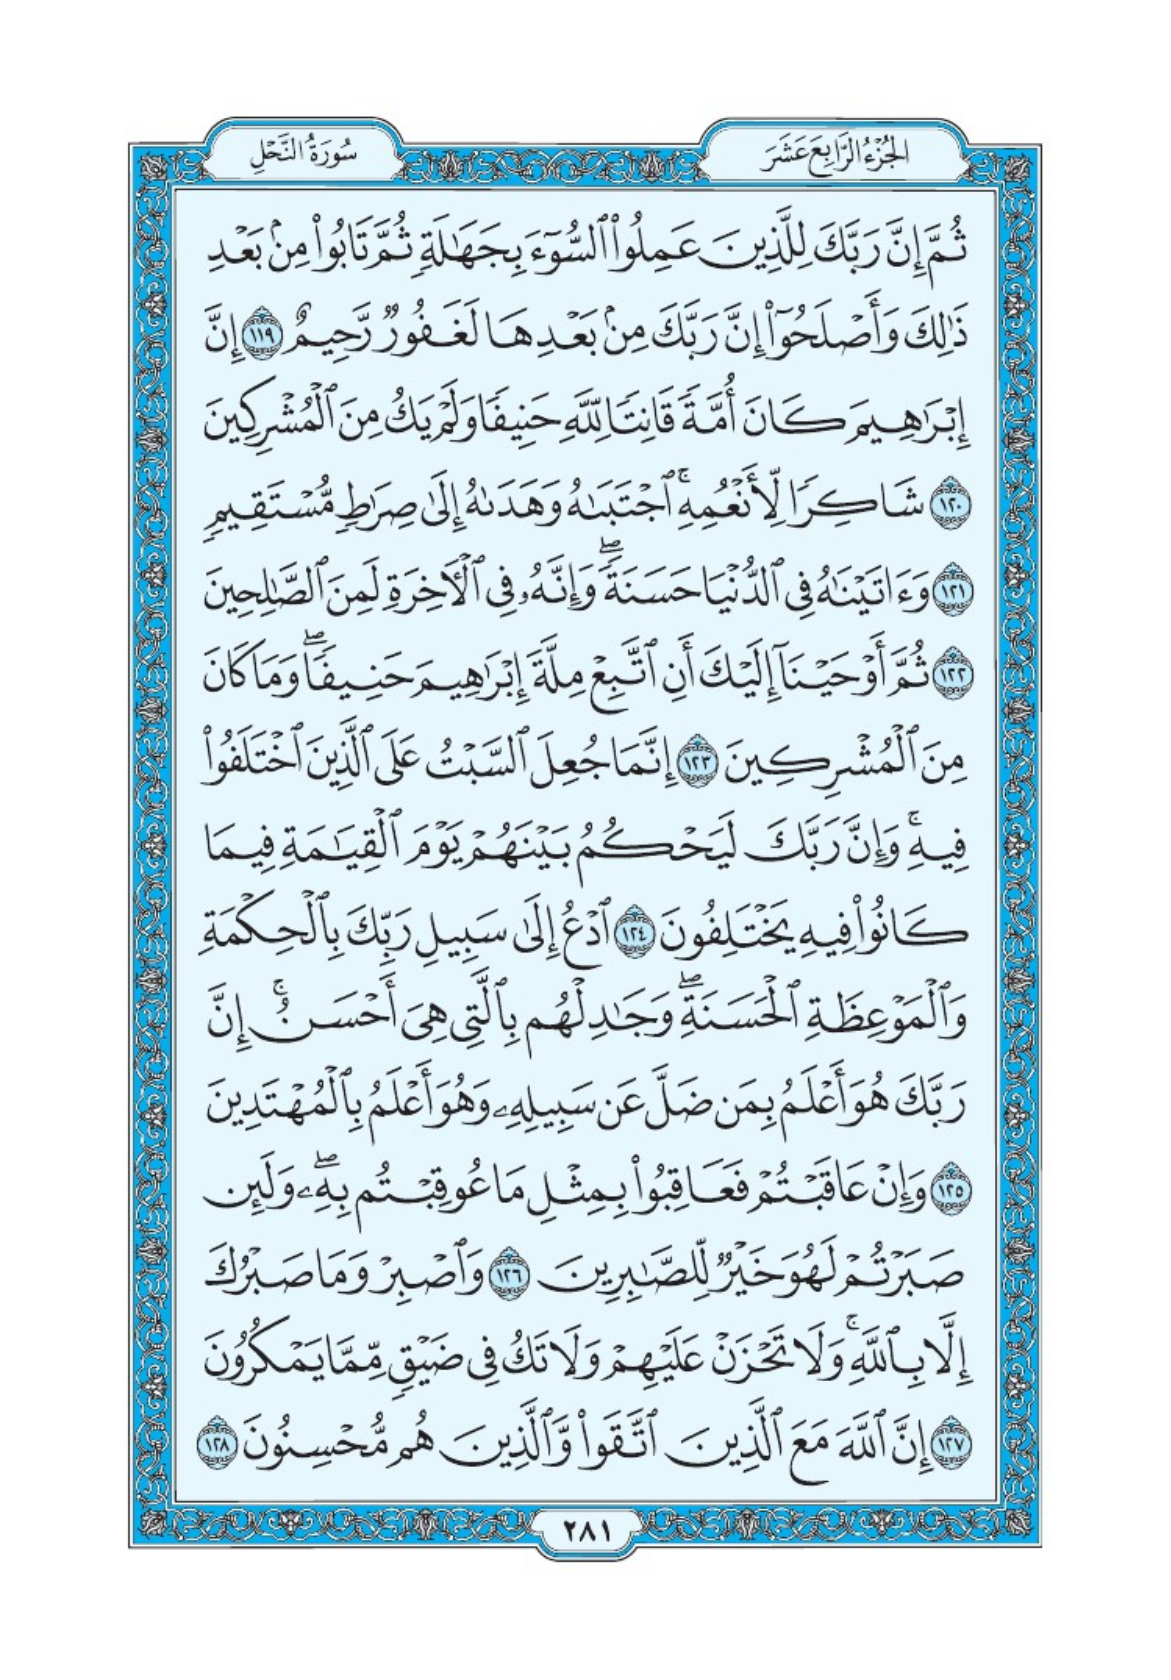 الجُزْءُ الرَّابِعَ عَشَرَ
سُورَةُ النَّحْلِ
ثُمَّ إِنَّ رَبَّكَ لِلَّذِينَ عَمِلُوا۟ ٱلسُّوٓءَ بِجَهَٰلَةٍ ثُمَّ تَابُوا۟ مِنۢ بَعْدِ
ذَٰلِكَ وَأَصْلَحُوٓا۟ إِنَّ رَبَّكَ مِنۢ بَعْدِهَا لَغَفُورٌ رَّحِيمٌ ١١٩ إِنَّ
إِبْرَٰهِيمَ كَانَ أُمَّةً قَانِتًا لِّلَّهِ حَنِيفًا وَلَمْ يَكُ مِنَ ٱلْمُشْرِكِينَ
١٢٠ شَاكِرًا لِّأَنْعُمِهِ ۚ ٱجْتَبَىٰهُ وَهَدَىٰهُ إِلَىٰ صِرَٰطٍ مُّسْتَقِيمٍ
١٢١ وَءَاتَيْنَٰهُ فِى ٱلدُّنْيَا حَسَنَةً ۖ وَإِنَّهُۥ فِى ٱلْءَاخِرَةِ لَمِنَ ٱلصَّٰلِحِينَ
١٢٢ ثُمَّ أَوْحَيْنَآ إِلَيْكَ أَنِ ٱتَّبِعْ مِلَّةَ إِبْرَٰهِيمَ حَنِيفًا ۖ وَمَا كَانَ
مِنَ ٱلْمُشْرِكِينَ ١٢٣ إِنَّمَا جُعِلَ ٱلسَّبْتُ عَلَى ٱلَّذِينَ ٱخْتَلَفُوا۟
فِيهِ ۚ وَإِنَّ رَبَّكَ لَيَحْكُمُ بَيْنَهُمْ يَوْمَ ٱلْقِيَٰمَةِ فِيمَا
كَانُوا۟ فِيهِ يَخْتَلِفُونَ ١٢٤ ٱدْعُ إِلَىٰ سَبِيلِ رَبِّكَ بِٱلْحِكْمَةِ
وَٱلْمَوْعِظَةِ ٱلْحَسَنَةِ ۖ وَجَٰدِلْهُم بِٱلَّتِى هِىَ أَحْسَنُ ۚ إِنَّ
رَبَّكَ هُوَ أَعْلَمُ بِمَن ضَلَّ عَن سَبِيلِهِۦ وَهُوَ أَعْلَمُ بِٱلْمُهْتَدِينَ
١٢٥ وَإِنْ عَاقَبْتُمْ فَعَاقِبُوا۟ بِمِثْلِ مَا عُوقِبْتُم بِهِۦ ۖ وَلَئِن
صَبَرْتُمْ لَهُوَ خَيْرٌ لِّلصَّٰبِرِينَ ١٢٦ وَٱصْبِرْ وَمَا صَبْرُكَ
إِلَّا بِٱللَّهِ ۚ وَلَا تَحْزَنْ عَلَيْهِمْ وَلَا تَكُ فِى ضَيْقٍ مِّمَّا يَمْكُرُونَ
١٢٧ إِنَّ ٱللَّهَ مَعَ ٱلَّذِينَ ٱتَّقَوا۟ وَّٱلَّذِينَ هُم مُّحْسِنُونَ ١٢٨
٢٨١